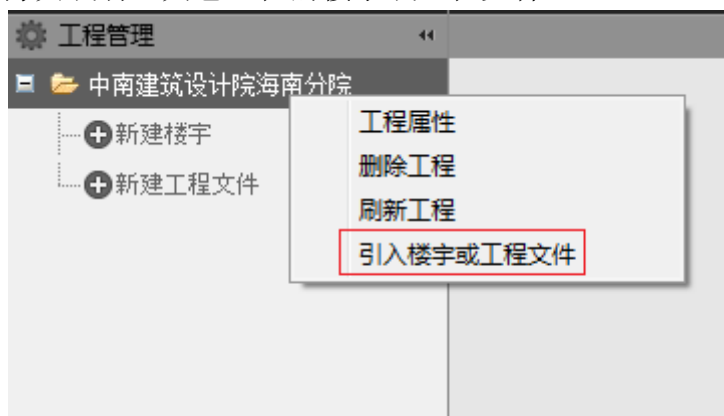 工程管理
中南建筑设计院海南分院
新建楼宇
新建工程文件
工程属性
删除工程
刷新工程
引入楼宇或工程文件